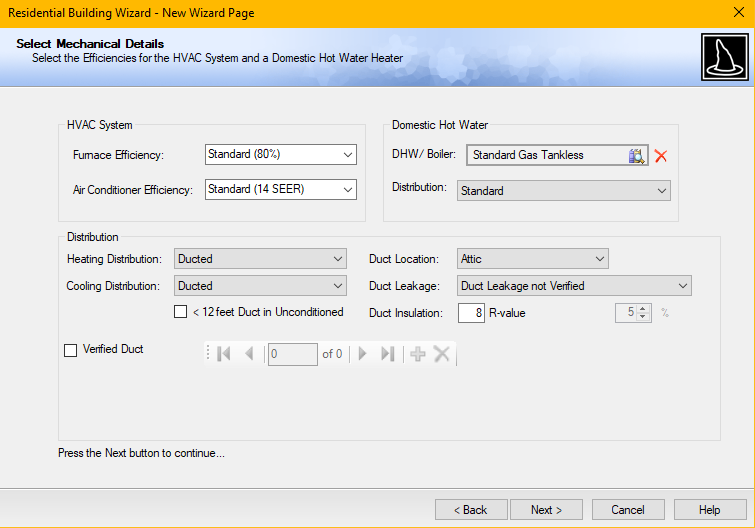 Residential Building Wizard - New Wizard Page
Select Mechanical Details
Select the Efficiencies for the HVAC System and a Domestic Hot Water Heater
HVAC System
Furnace Efficiency: Standard (80%)
Air Conditioner Efficiency: Standard (14 SEER)
Domestic Hot Water
DHW/ Boiler: Standard Gas Tankless
Distribution: Standard
Distribution
Heating Distribution: Ducted Duct Location: Attic
Cooling Distribution: Ducted Duct Leakage: Duct Leakage not Verified
< 12 feet Duct in Unconditioned Duct Insulation: 8 R-value 5 %
Verified Duct 0 of 0
Press the Next button to continue...
< Back Next > Cancel Help